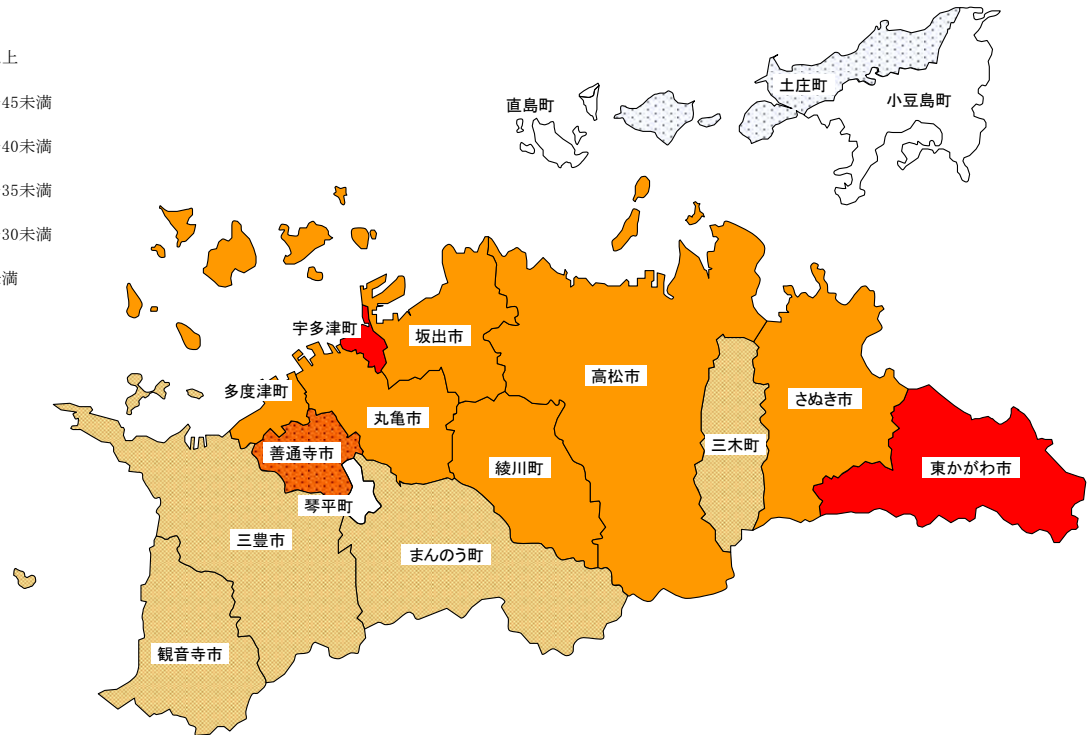 上
45未満
40未満
35未満
30未満
満
土庄町
直島町
小豆島町
宇多津町
坂出市
高松市
多度津町
丸亀市
さぬき市
三木町
善通寺市
綾川町
東かがわ市
琴平町
三豊市
まんのう町
観音寺市